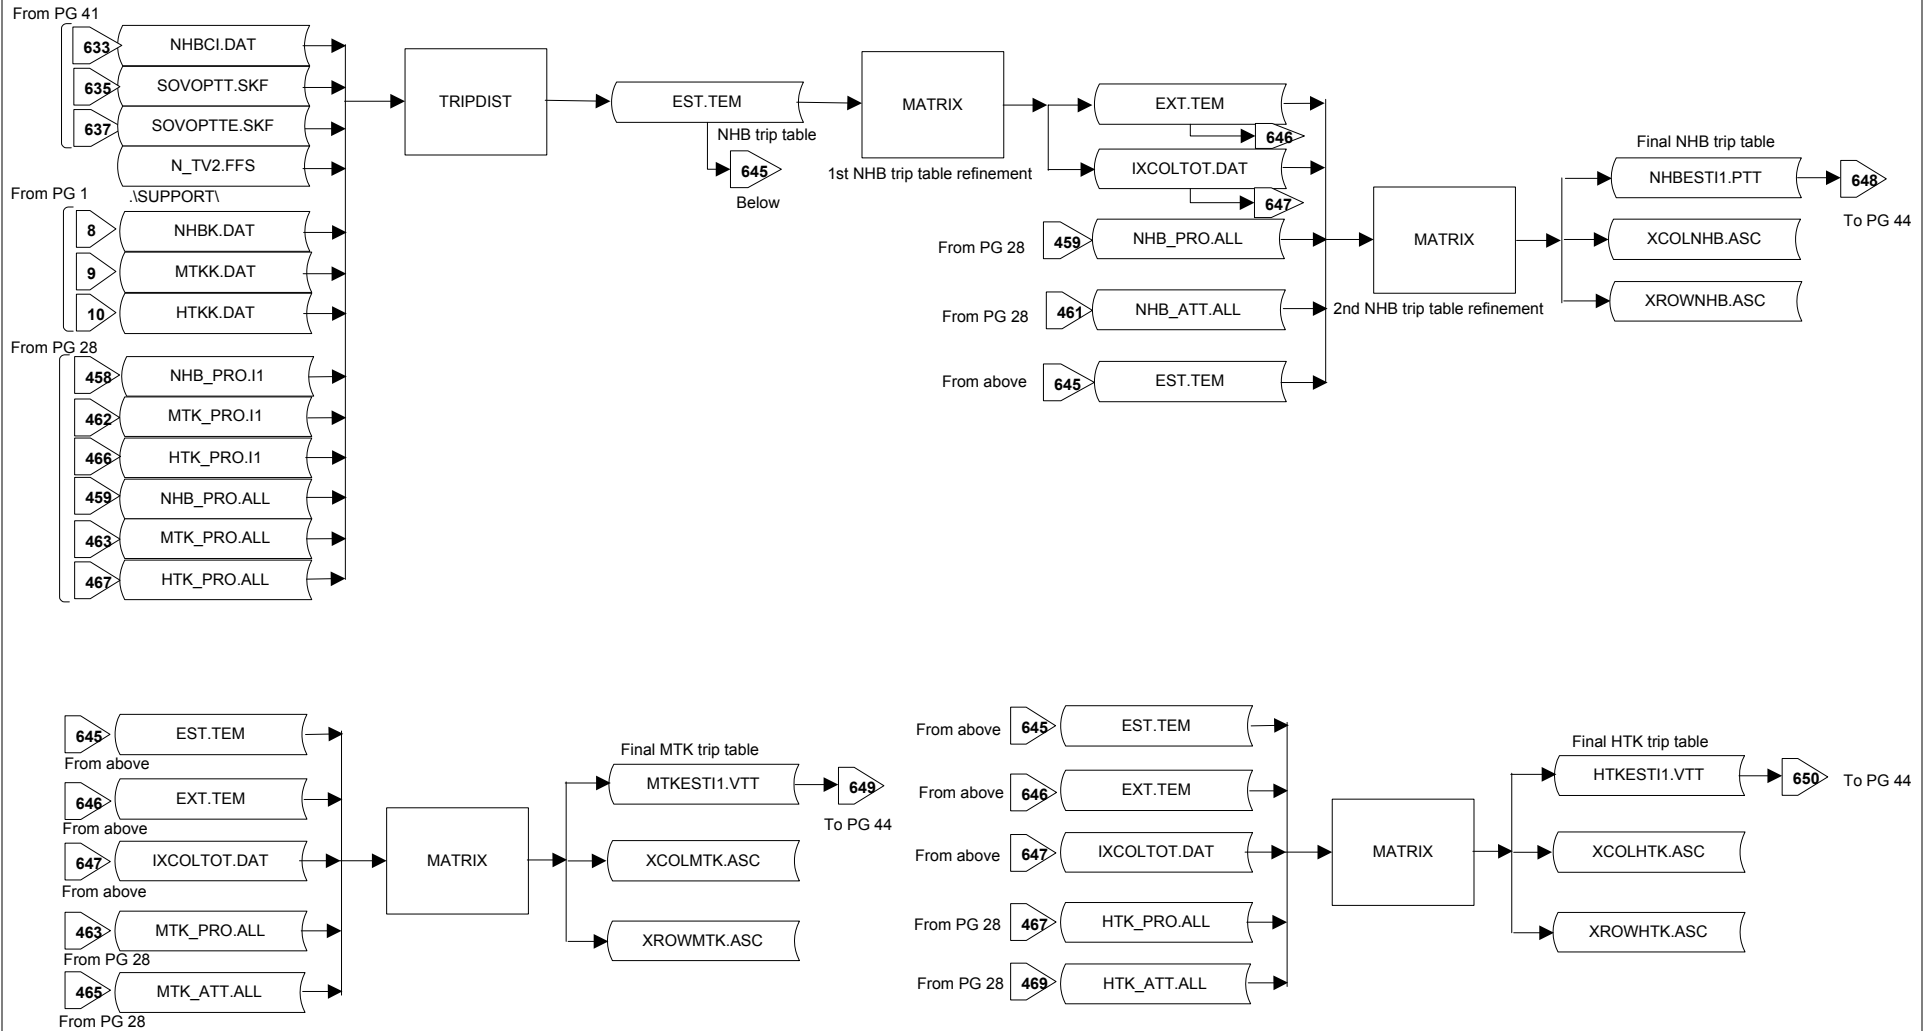 From PG 41
633 NHBCI.DAT
635 SOVOPTT.SKF
637 SOVOPTTE.SKF
N_TV2.FFS
.\SUPPORT\
From PG 1
8 NHBK.DAT
9 MTKK.DAT
10 HTKK.DAT
From PG 28
458 NHB_PRO.I1
462 MTK_PRO.I1
466 HTK_PRO.I1
459 NHB_PRO.ALL
463 MTK_PRO.ALL
467 HTK_PRO.ALL
TRIPDIST
EST.TEM
NHB trip table
645
Below
MATRIX
1st NHB trip table refinement
EXT.TEM
646
IXCOLTOT.DAT
647
From PG 28 459 NHB_PRO.ALL
From PG 28 461 NHB_ATT.ALL
From above 645 EST.TEM
MATRIX
2nd NHB trip table refinement
Final NHB trip table
NHBESTI1.PTT 648
To PG 44
XCOLNHB.ASC
XROWNHB.ASC
645 EST.TEM
From above
646 EXT.TEM
From above
647 IXCOLTOT.DAT
From above
463 MTK_PRO.ALL
From PG 28
465 MTK_ATT.ALL
From PG 28
MATRIX
Final MTK trip table
MTKESTI1.VTT 649
To PG 44
XCOLMTK.ASC
XROWMTK.ASC
From above 645 EST.TEM
From above 646 EXT.TEM
From above 647 IXCOLTOT.DAT
From PG 28 467 HTK_PRO.ALL
From PG 28 469 HTK_ATT.ALL
MATRIX
Final HTK trip table
HTKESTI1.VTT 650 To PG 44
XCOLHTK.ASC
XROWHTK.ASC